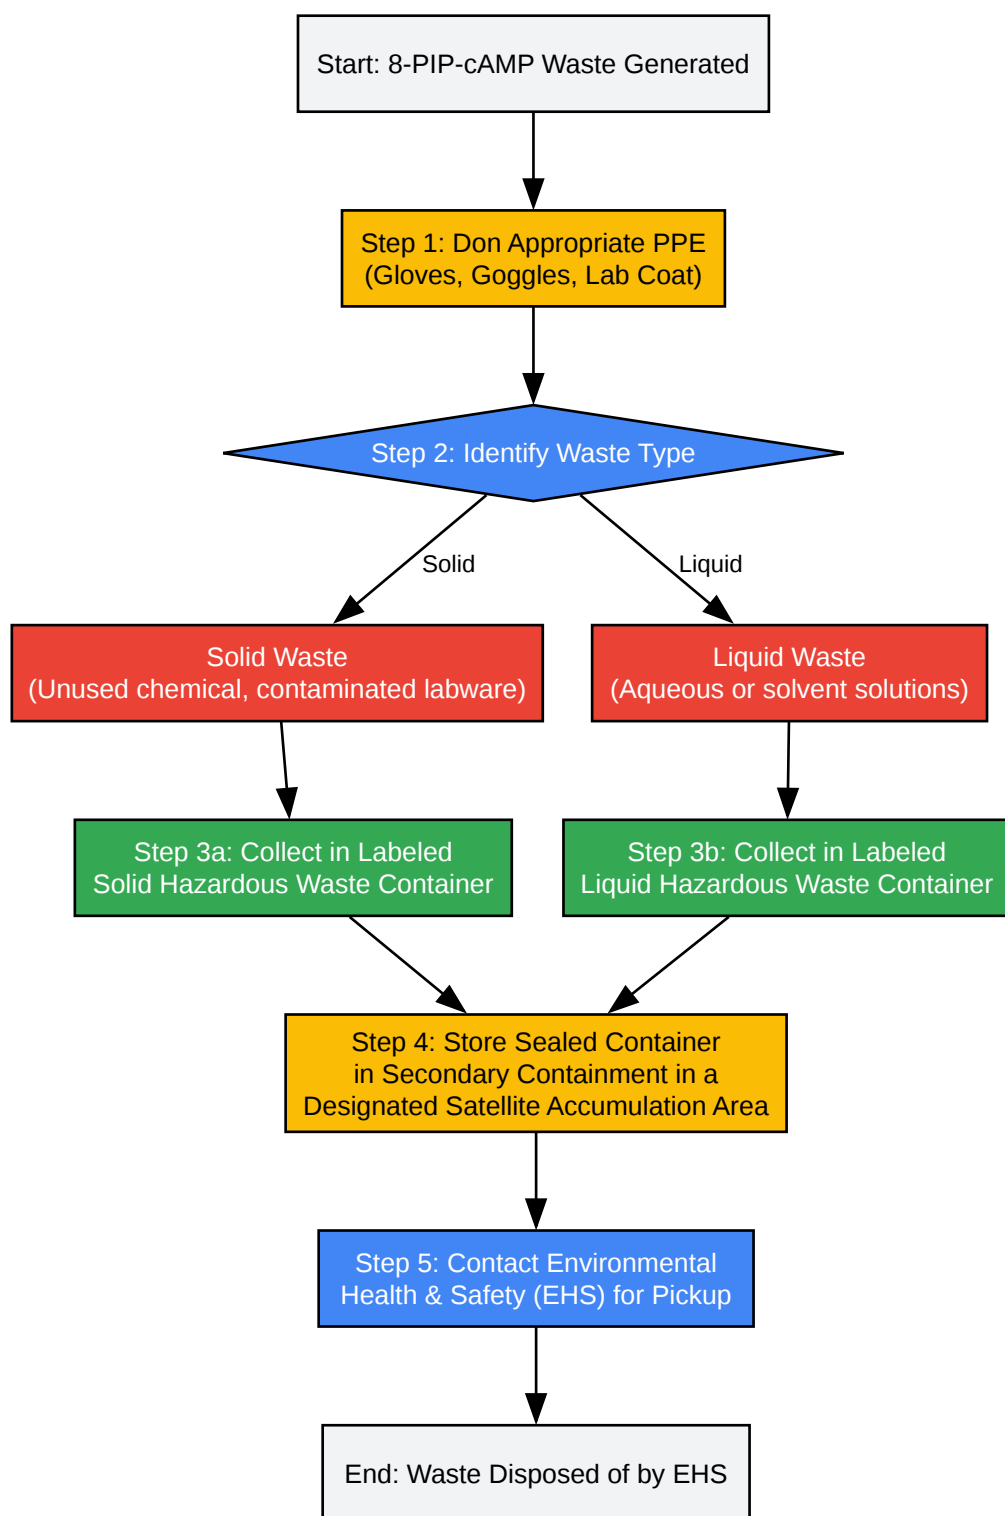 Start: 8-PIP-cAMP Waste Generated
Step 1: Don Appropriate PPE
(Gloves, Goggles, Lab Coat)
Step 2: Identify Waste Type
Solid
Liquid
Solid Waste
(Unused chemical, contaminated labware)
Liquid Waste
(Aqueous or solvent solutions)
Step 3a: Collect in Labeled
Solid Hazardous Waste Container
Step 3b: Collect in Labeled
Liquid Hazardous Waste Container
Step 4: Store Sealed Container
in Secondary Containment in a
Designated Satellite Accumulation Area
Step 5: Contact Environmental
Health & Safety (EHS) for Pickup
End: Waste Disposed of by EHS